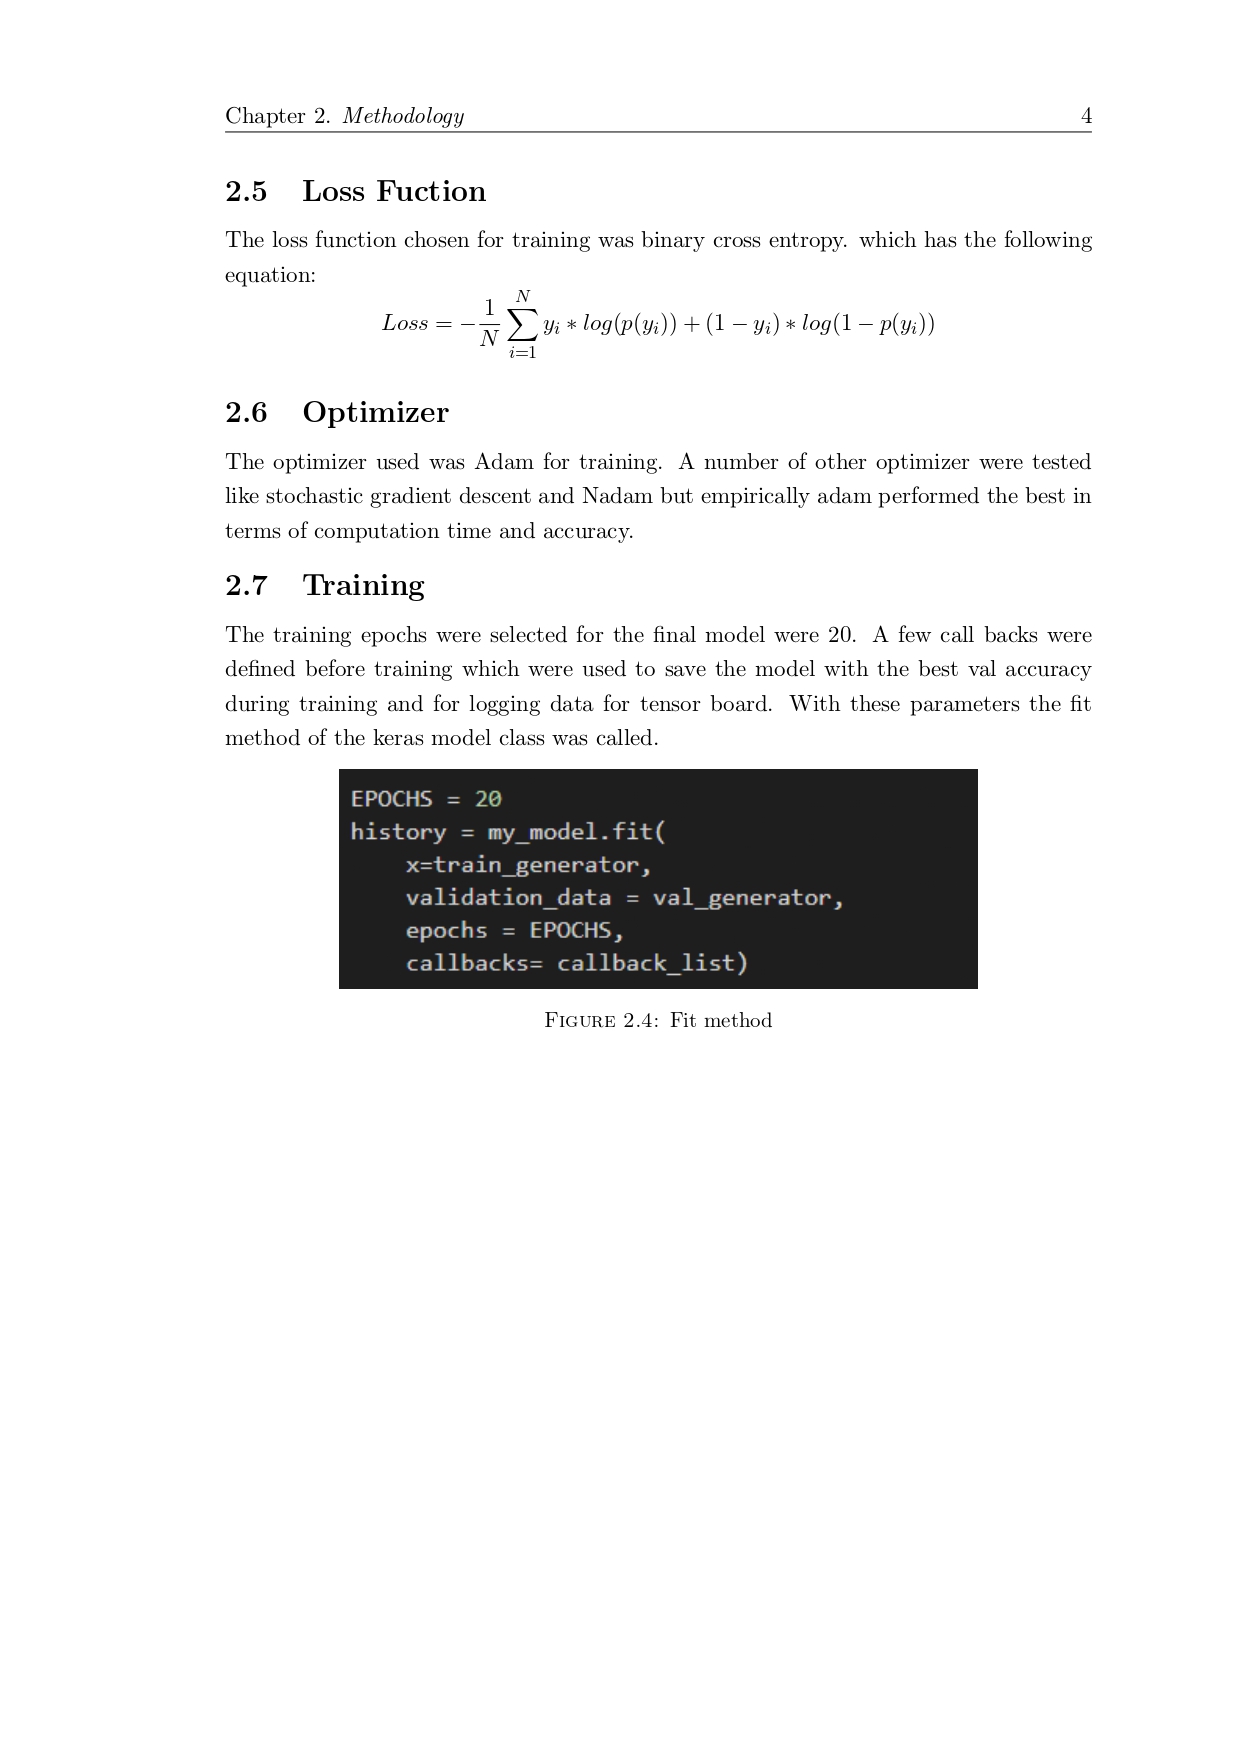 Chapter 2. Methodology 4
2.5 Loss Fuction
The loss function chosen for training was binary cross entropy. which has the following
equation:
Loss = −\frac{1}{N} \sum_{i=1}^{N} y_i ∗ log(p(y_i)) + (1 − y_i) ∗ log(1 − p(y_i))
2.6 Optimizer
The optimizer used was Adam for training. A number of other optimizer were tested
like stochastic gradient descent and Nadam but empirically adam performed the best in
terms of computation time and accuracy.
2.7 Training
The training epochs were selected for the final model were 20. A few call backs were
defined before training which were used to save the model with the best val accuracy
during training and for logging data for tensor board. With these parameters the fit
method of the keras model class was called.
EPOCHS = 20
history = my_model.fit(
    x=train_generator,
    validation_data = val_generator,
    epochs = EPOCHS,
    callbacks= callback_list)
Figure 2.4: Fit method